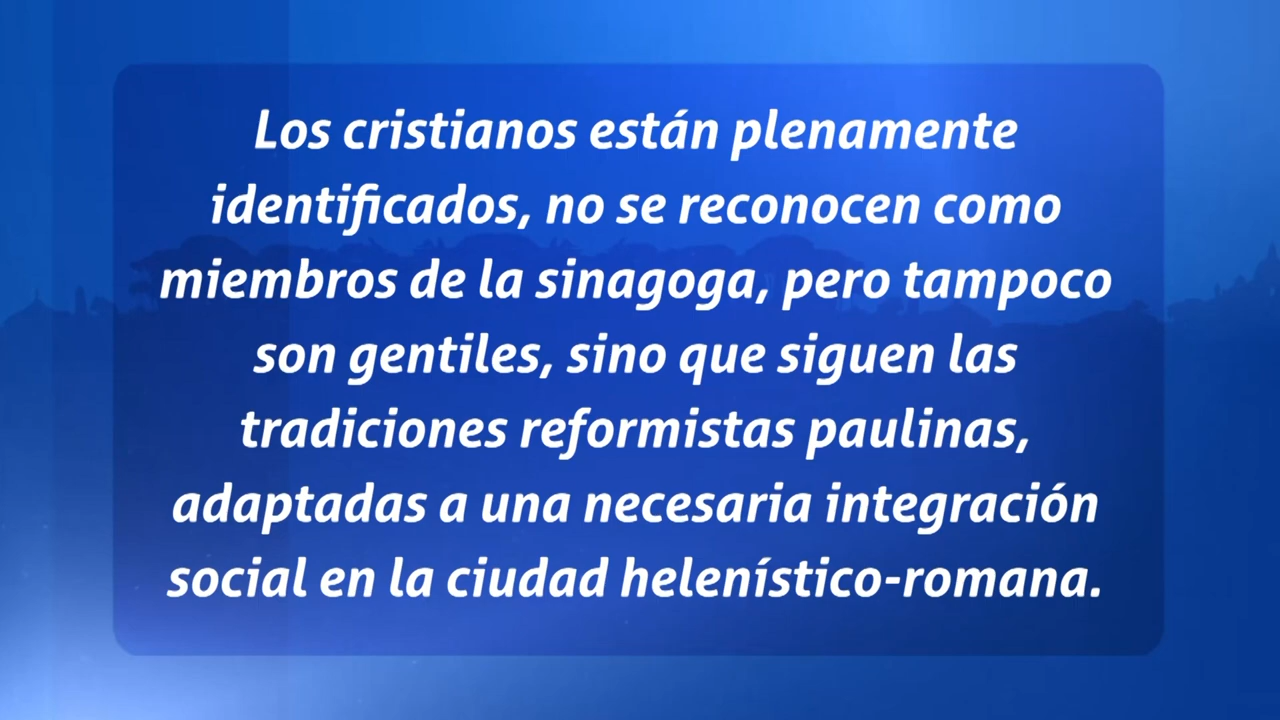 Los cristianos están plenamente
identificados, no se reconocen como
miembros de la sinagoga, pero tampoco
son gentiles, sino que siguen las
tradiciones reformistas paulinas,
adaptadas a una necesaria integración
social en la ciudad helenístico-romana.